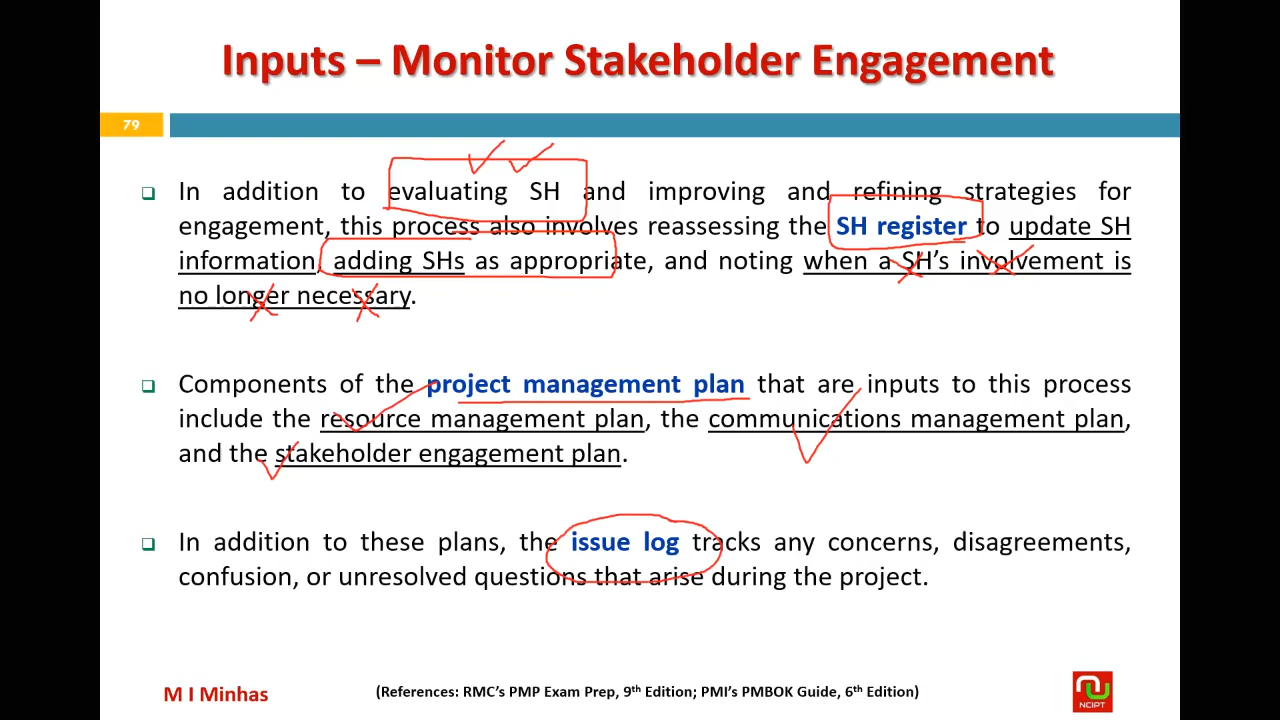 Inputs – Monitor Stakeholder Engagement
79
In addition to evaluating SH and improving and refining strategies for
engagement, this process also involves reassessing the SH register to update SH
information, adding SHs as appropriate, and noting when a SH's involvement is
no longer necessary.
Components of the project management plan that are inputs to this process
include the resource management plan, the communications management plan,
and the stakeholder engagement plan.
In addition to these plans, the issue log tracks any concerns, disagreements,
confusion, or unresolved questions that arise during the project.
M I Minhas
(References: RMC's PMP Exam Prep, 9th Edition; PMI's PMBOK Guide, 6th Edition)
NCIPT